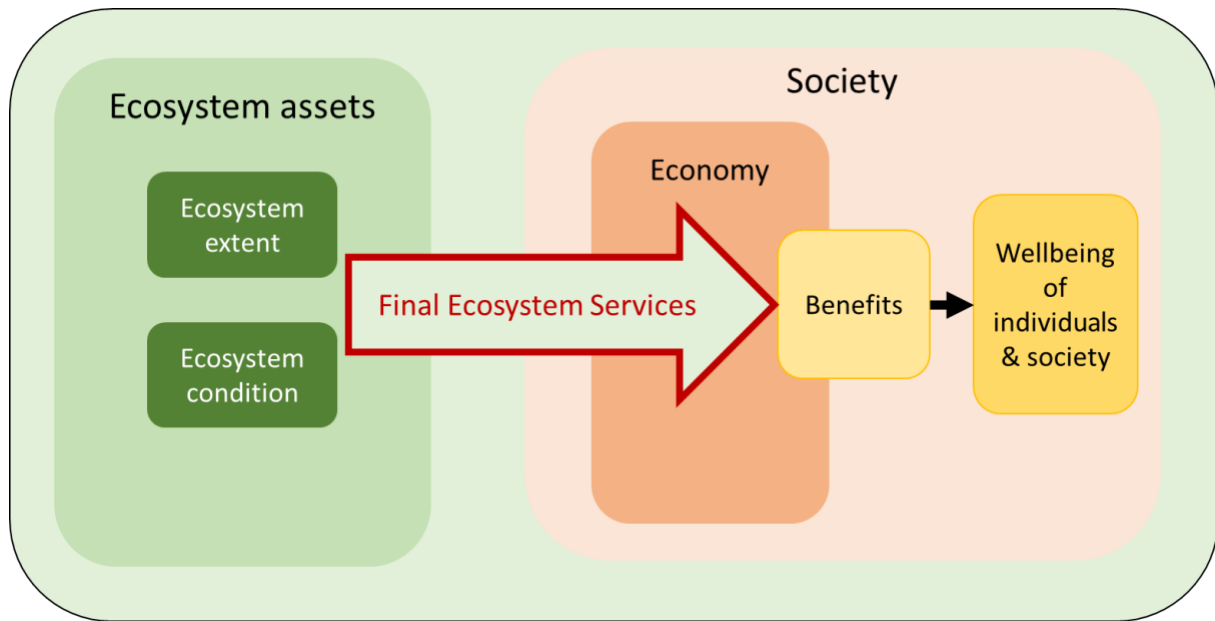 Ecosystem assets
Ecosystem
extent
Ecosystem
condition
Final Ecosystem Services
Society
Economy
Benefits
Wellbeing
of
individuals
& society